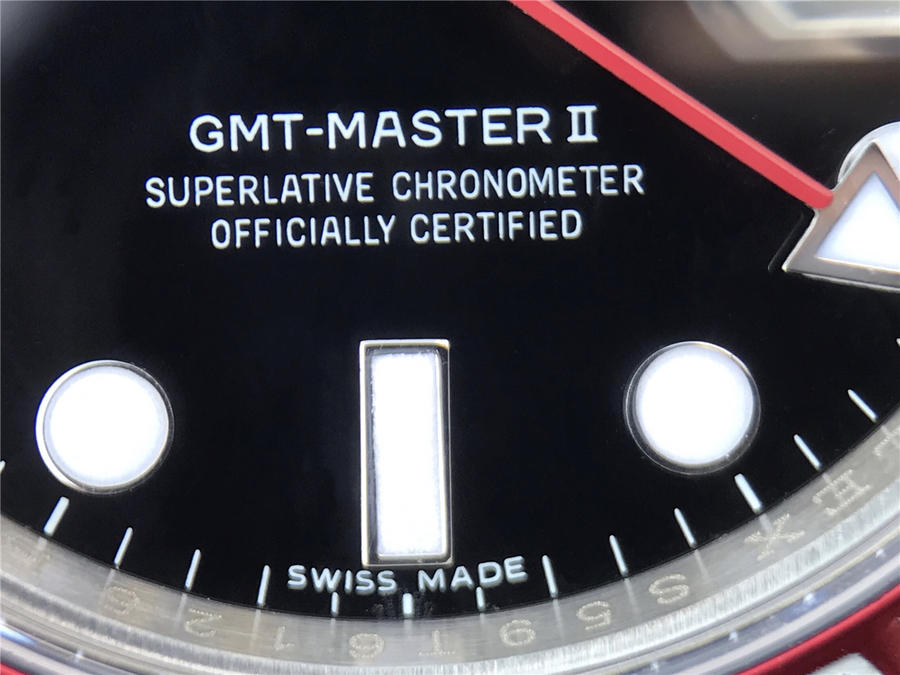 GMT-MASTER II
SUPERLATIVE CHRONOMETER
OFFICIALLY CERTIFIED
SWISS MADE